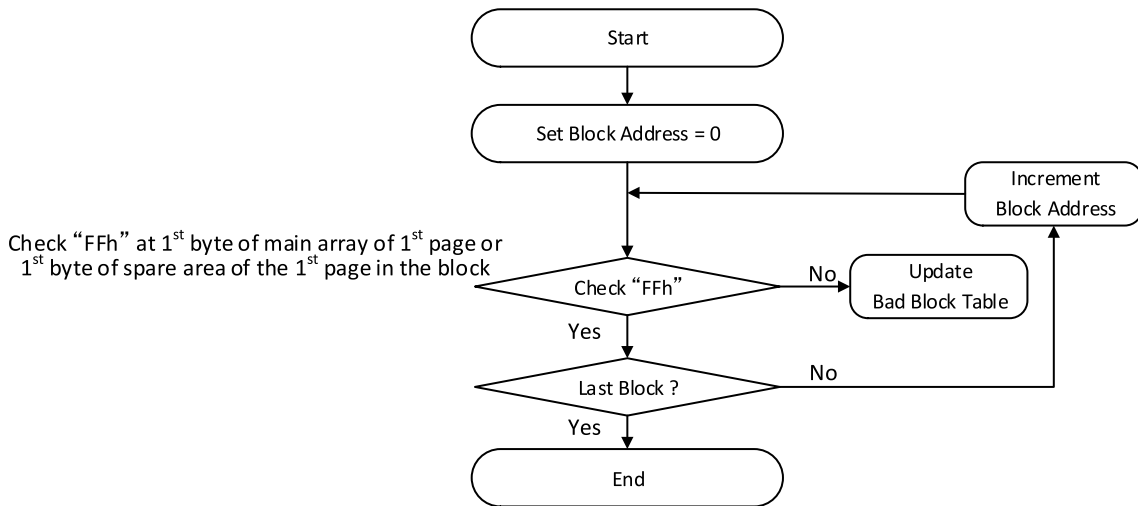 Start
Set Block Address = 0
Increment
Block Address
Check “FFh” at 1st byte of main array of 1st page or
1st byte of spare area of the 1st page in the block
Check “FFh”
No
Update
Bad Block Table
Yes
Last Block ?
No
Yes
End